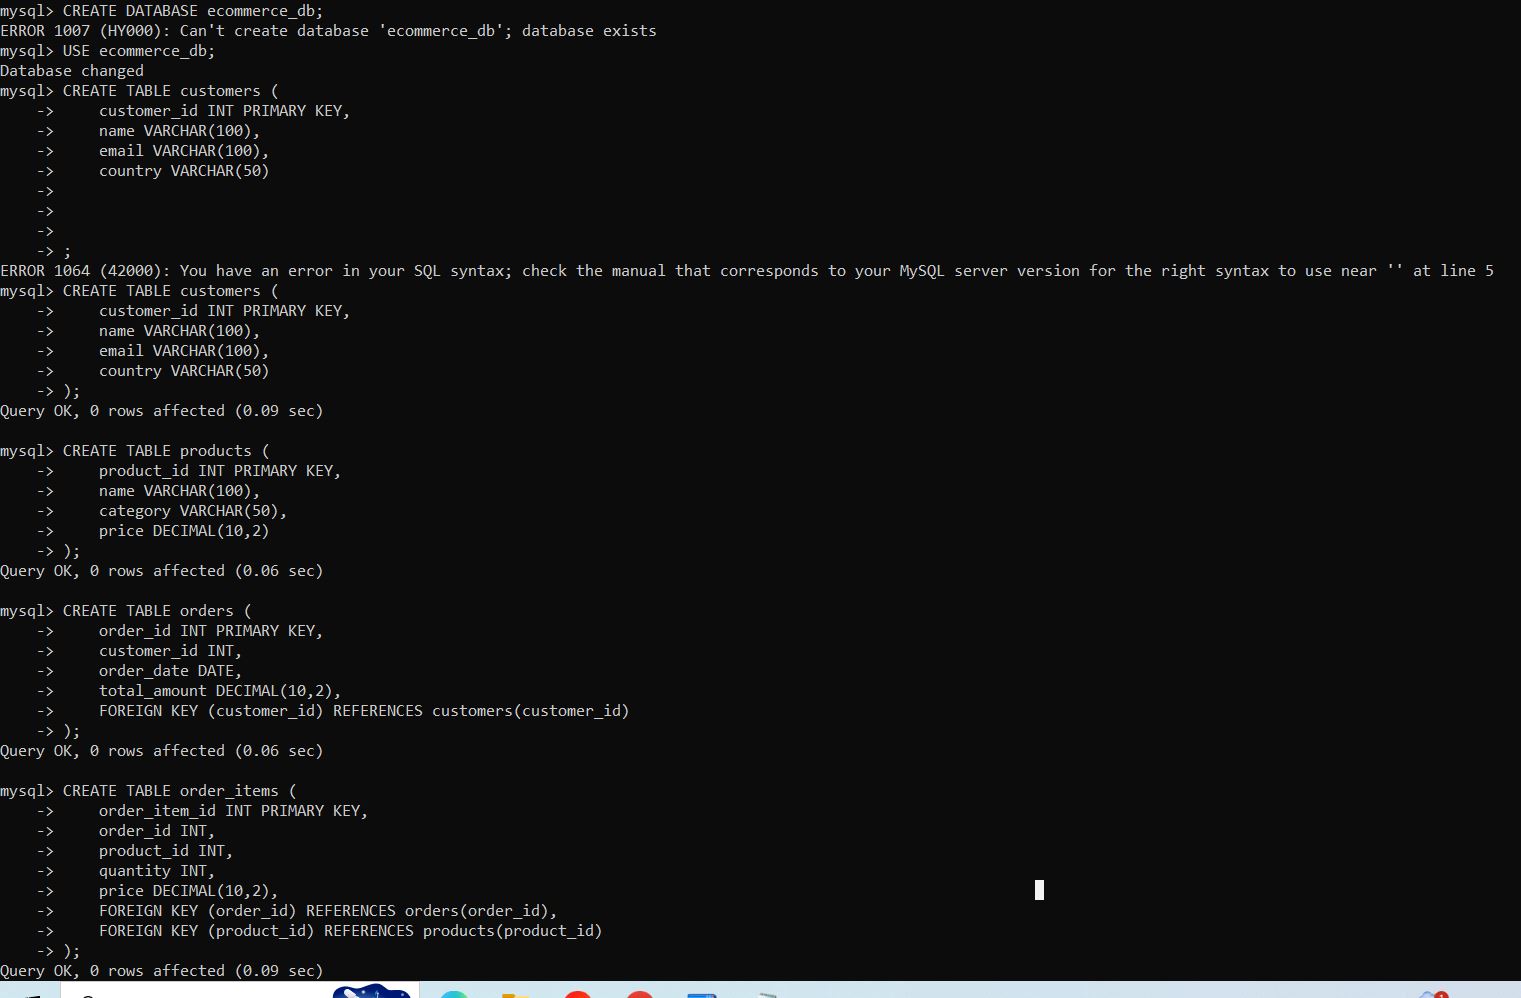 mysql> CREATE DATABASE ecommerce_db;
ERROR 1007 (HY000): Can't create database 'ecommerce_db'; database exists
mysql> USE ecommerce_db;
Database changed
mysql> CREATE TABLE customers (
    ->     customer_id INT PRIMARY KEY,
    ->     name VARCHAR(100),
    ->     email VARCHAR(100),
    ->     country VARCHAR(50)
    ->
    ->
    ->
    -> ;
ERROR 1064 (42000): You have an error in your SQL syntax; check the manual that corresponds to your MySQL server version for the right syntax to use near '' at line 5
mysql> CREATE TABLE customers (
    ->     customer_id INT PRIMARY KEY,
    ->     name VARCHAR(100),
    ->     email VARCHAR(100),
    ->     country VARCHAR(50)
    -> );
Query OK, 0 rows affected (0.09 sec)

mysql> CREATE TABLE products (
    ->     product_id INT PRIMARY KEY,
    ->     name VARCHAR(100),
    ->     category VARCHAR(50),
    ->     price DECIMAL(10,2)
    -> );
Query OK, 0 rows affected (0.06 sec)

mysql> CREATE TABLE orders (
    ->     order_id INT PRIMARY KEY,
    ->     customer_id INT,
    ->     order_date DATE,
    ->     total_amount DECIMAL(10,2),
    ->     FOREIGN KEY (customer_id) REFERENCES customers(customer_id)
    -> );
Query OK, 0 rows affected (0.06 sec)

mysql> CREATE TABLE order_items (
    ->     order_item_id INT PRIMARY KEY,
    ->     order_id INT,
    ->     product_id INT,
    ->     quantity INT,
    ->     price DECIMAL(10,2),
    ->     FOREIGN KEY (order_id) REFERENCES orders(order_id),
    ->     FOREIGN KEY (product_id) REFERENCES products(product_id)
    -> );
Query OK, 0 rows affected (0.09 sec)